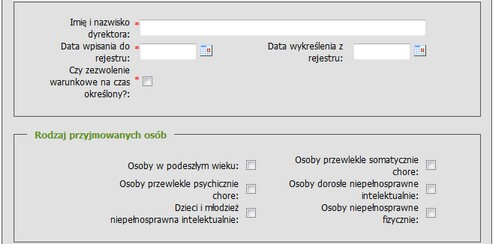 Imię i nazwisko
dyrektora: *
Data wpisania do
rejestru: *
Data wykreślenia z
rejestru:
Czy zezwolenie
warunkowe na czas
określony?: *
Rodzaj przyjmowanych osób
Osoby w podeszłym wieku:
Osoby przewlekle somatycznie
chore:
Osoby przewlekle psychicznie
chore:
Osoby dorosłe niepełnosprawne
intelektualnie:
Dzieci i młodzież
niepełnosprawna intelektualnie:
Osoby niepełnosprawne
fizycznie: